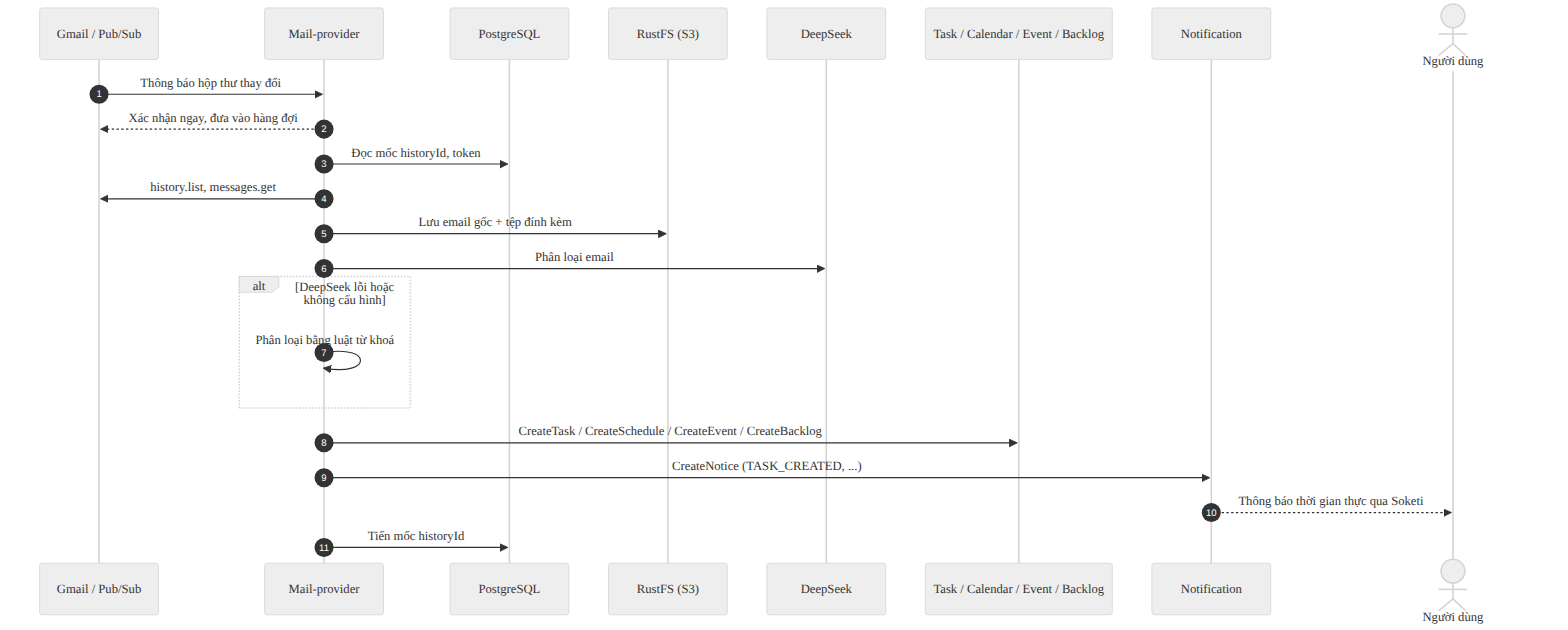 Gmail / Pub/Sub
Mail-provider
PostgreSQL
RustFS (S3)
DeepSeek
Task / Calendar / Event / Backlog
Notification
Người dùng
Thông báo hộp thư thay đổi
1
Xác nhận ngay, đưa vào hàng đợi
2
Đọc mốc historyId, token
3
history.list, messages.get
4
Lưu email gốc + tệp đính kèm
5
Phân loại email
6
alt
[DeepSeek lỗi hoặc
không cấu hình]
Phân loại bằng luật từ khoá
7
CreateTask / CreateSchedule / CreateEvent / CreateBacklog
8
CreateNotice (TASK_CREATED, ...)
9
Thông báo thời gian thực qua Soketi
10
Tiến mốc historyId
11
Gmail / Pub/Sub
Mail-provider
PostgreSQL
RustFS (S3)
DeepSeek
Task / Calendar / Event / Backlog
Notification
Người dùng